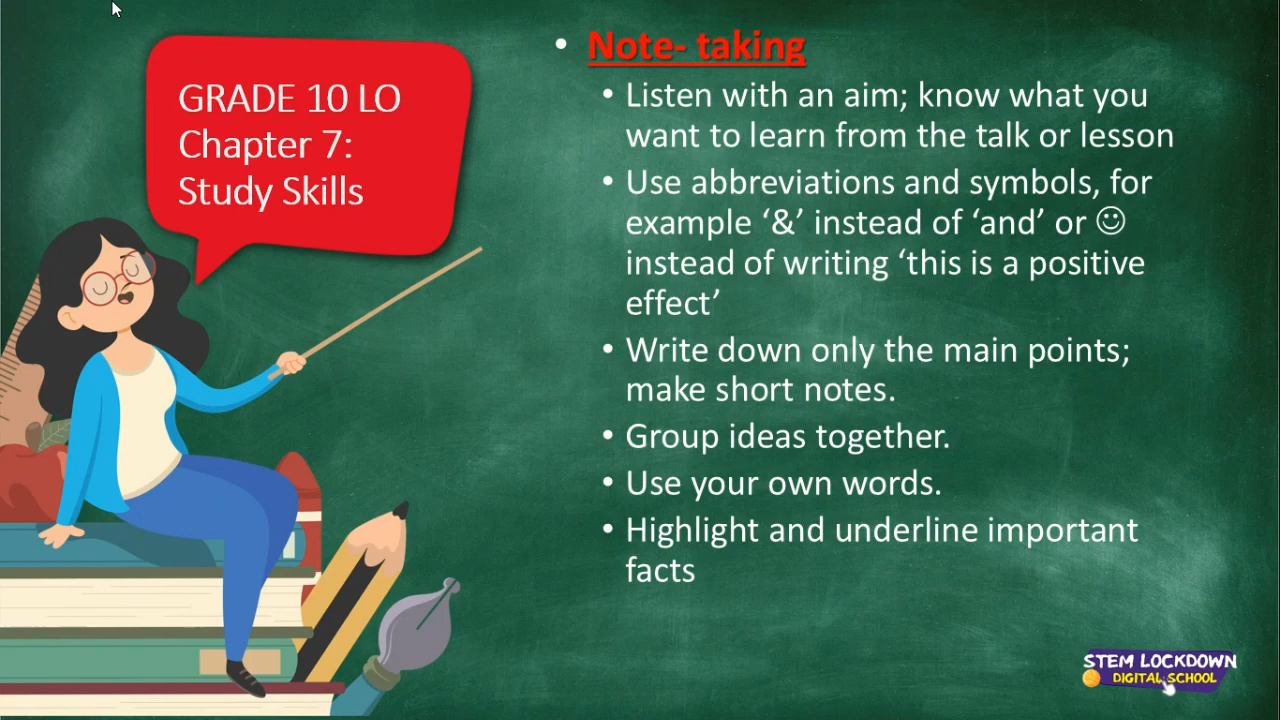 GRADE 10 LO
Chapter 7:
Study Skills
• Note- taking
• Listen with an aim; know what you
want to learn from the talk or lesson
• Use abbreviations and symbols, for
example ‘&’ instead of ‘and’ or ☺
instead of writing ‘this is a positive
effect’
• Write down only the main points;
make short notes.
• Group ideas together.
• Use your own words.
• Highlight and underline important
facts
STEM LOCKDOWN
DIGITAL SCHOOL